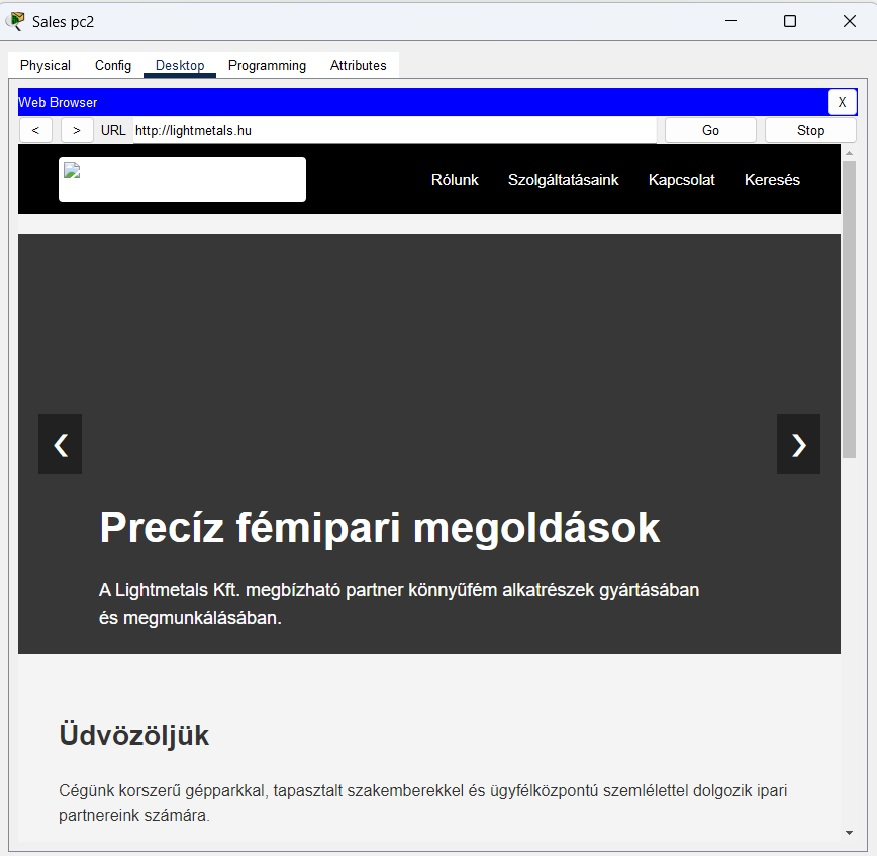 Sales pc2
Physical Config Desktop Programming Attributes
Web Browser X
< > URL http://lightmetals.hu Go Stop
Rólunk Szolgáltatásaink Kapcsolat Keresés
❮ ❯
Precíz fémipari megoldások
A Lightmetals Kft. megbízható partner könnyűfém alkatrészek gyártásában
és megmunkálásában.
Üdvözöljük
Cégünk korszerű gépparkkal, tapasztalt szakemberekkel és ügyfélközpontú szemlélettel dolgozik ipari
partnereink számára.